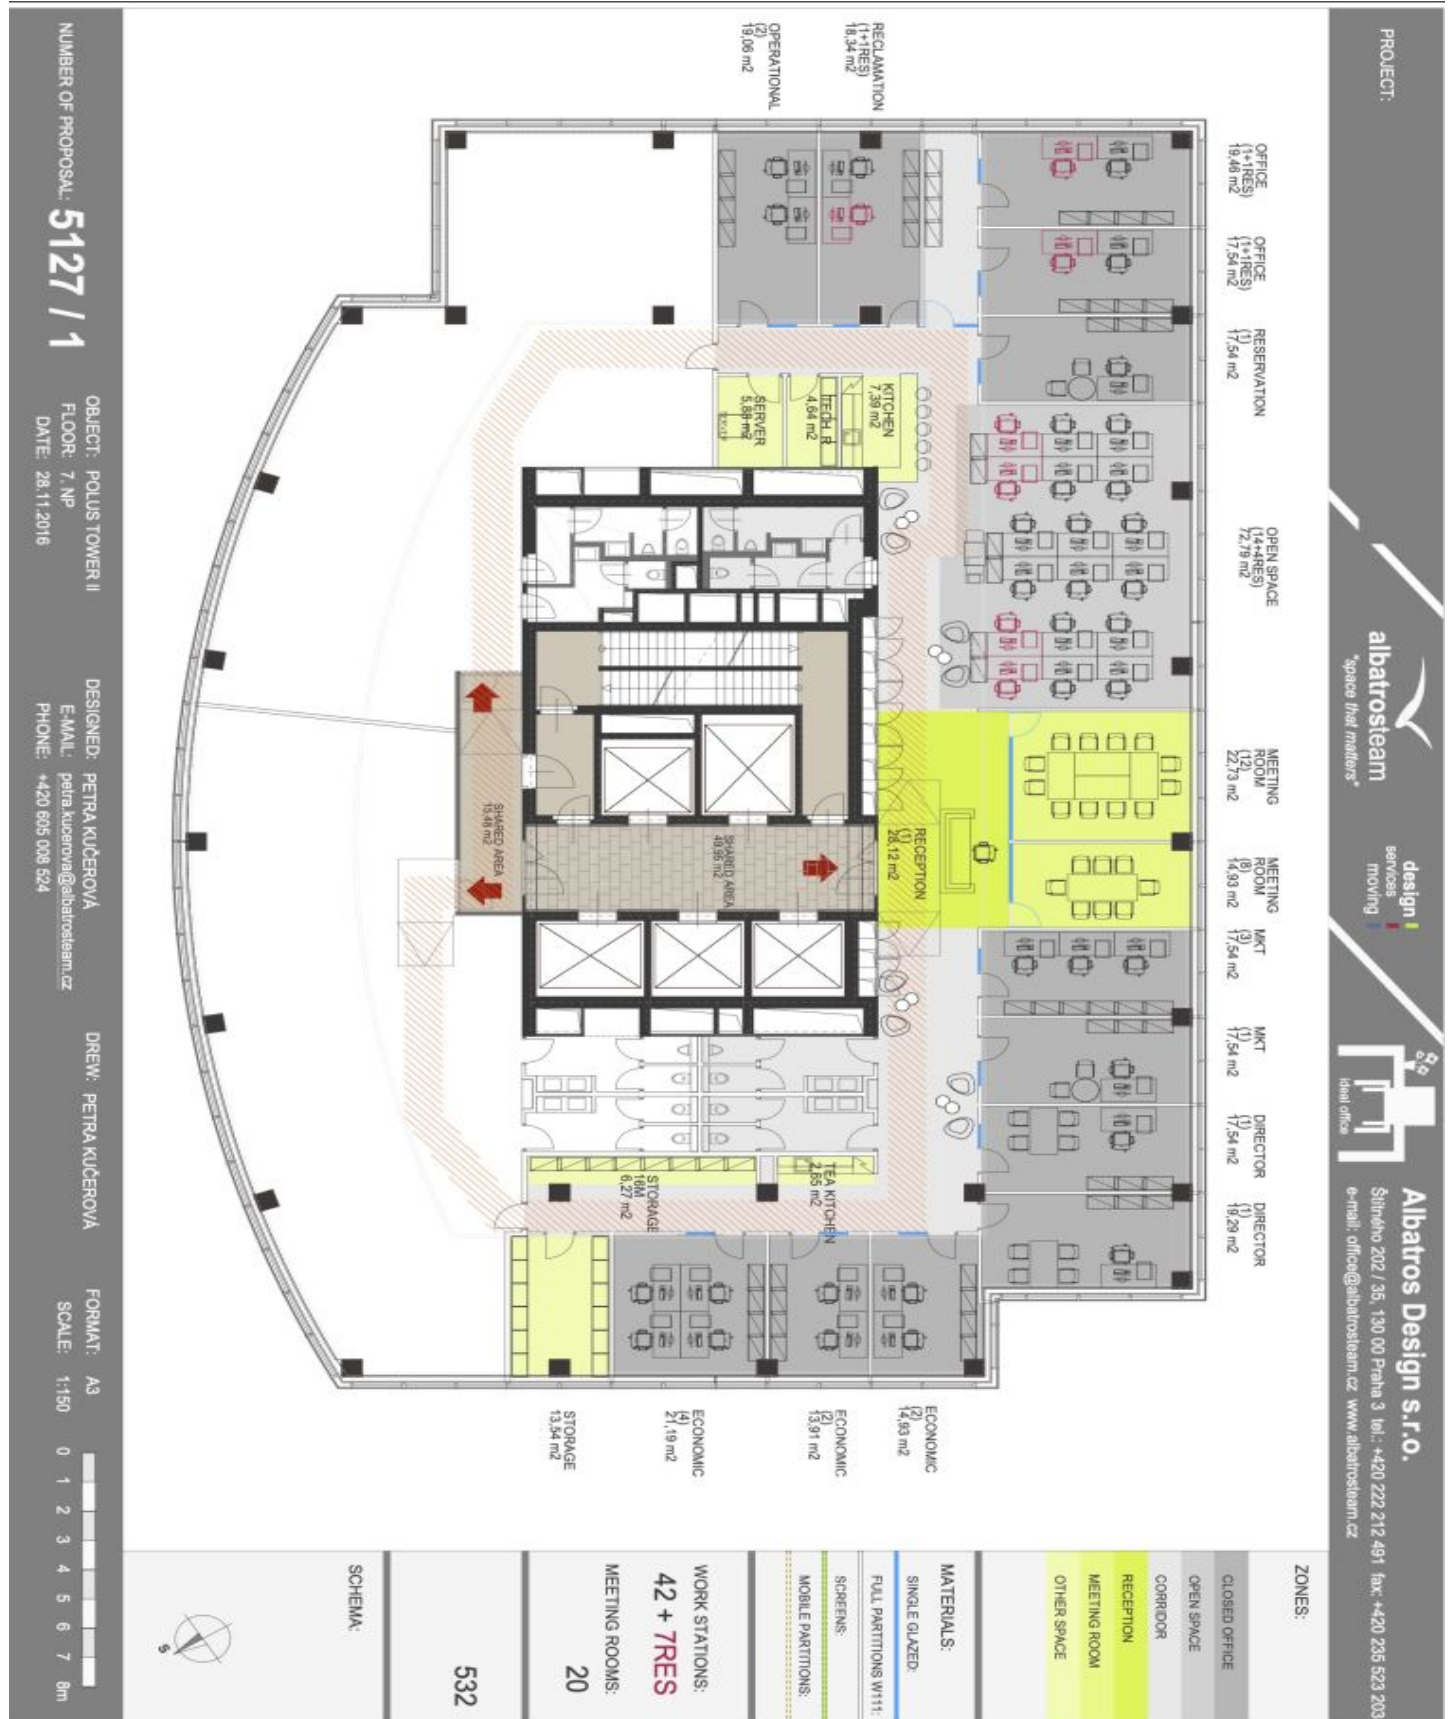 PROJECT:
albatrosteam
"space that matters"
design
services
moving
ideal office
Albatros Design s.r.o.
Štítného 202 / 35, 130 00 Praha 3 tel.: +420 222 212 491 fax: +420 235 523 203
e-mail: office@albatrosteam.cz www.albatrosteam.cz
OFFICE
(1+1RES)
19,46 m2
OFFICE
(1+1RES)
17,54 m2
RESERVATION
(1)
17,54 m2
OPEN SPACE
(14+4RES)
72,79 m2
MEETING
ROOM
(12)
22,73 m2
MEETING
ROOM
(8)
14,93 m2
MKT
(3)
17,54 m2
MKT
(1)
17,54 m2
DIRECTOR
(1)
17,54 m2
DIRECTOR
(1)
19,29 m2
RECLAMATION
(1+1RES)
18,34 m2
OPERATIONAL
(2)
19,06 m2
KITCHEN
7,39 m2
TECH. R
4,64 m2
SERVER
5,88 m2
SERVER
RECEPTION
(1)
28,12 m2
SHARED AREA
49,95 m2
SHARED AREA
15,48 m2
TEA KITCHEN
2,65 m2
STORAGE
16M
6,27 m2
ECONOMIC
(2)
14,93 m2
ECONOMIC
(2)
13,91 m2
ECONOMIC
(4)
21,19 m2
STORAGE
13,54 m2
ZONES:
CLOSED OFFICE
OPEN SPACE
CORRIDOR
RECEPTION
MEETING ROOM
OTHER SPACE
MATERIALS:
SINGLE GLAZED:
FULL PARTITIONS W111:
SCREENS:
MOBILE PARTITIONS:
WORK STATIONS:
42 + 7RES
MEETING ROOMS:
20
532
SCHEMA:
S
NUMBER OF PROPOSAL: 5127 / 1
OBJECT: POLUS TOWER II
FLOOR: 7. NP
DATE: 28.11.2016
DESIGNED: PETRA KUČEROVÁ
E-MAIL: petra.kucerova@albatrosteam.cz
PHONE: +420 605 008 524
DREW: PETRA KUČEROVÁ
FORMAT: A3
SCALE: 1:150
0 1 2 3 4 5 6 7 8m